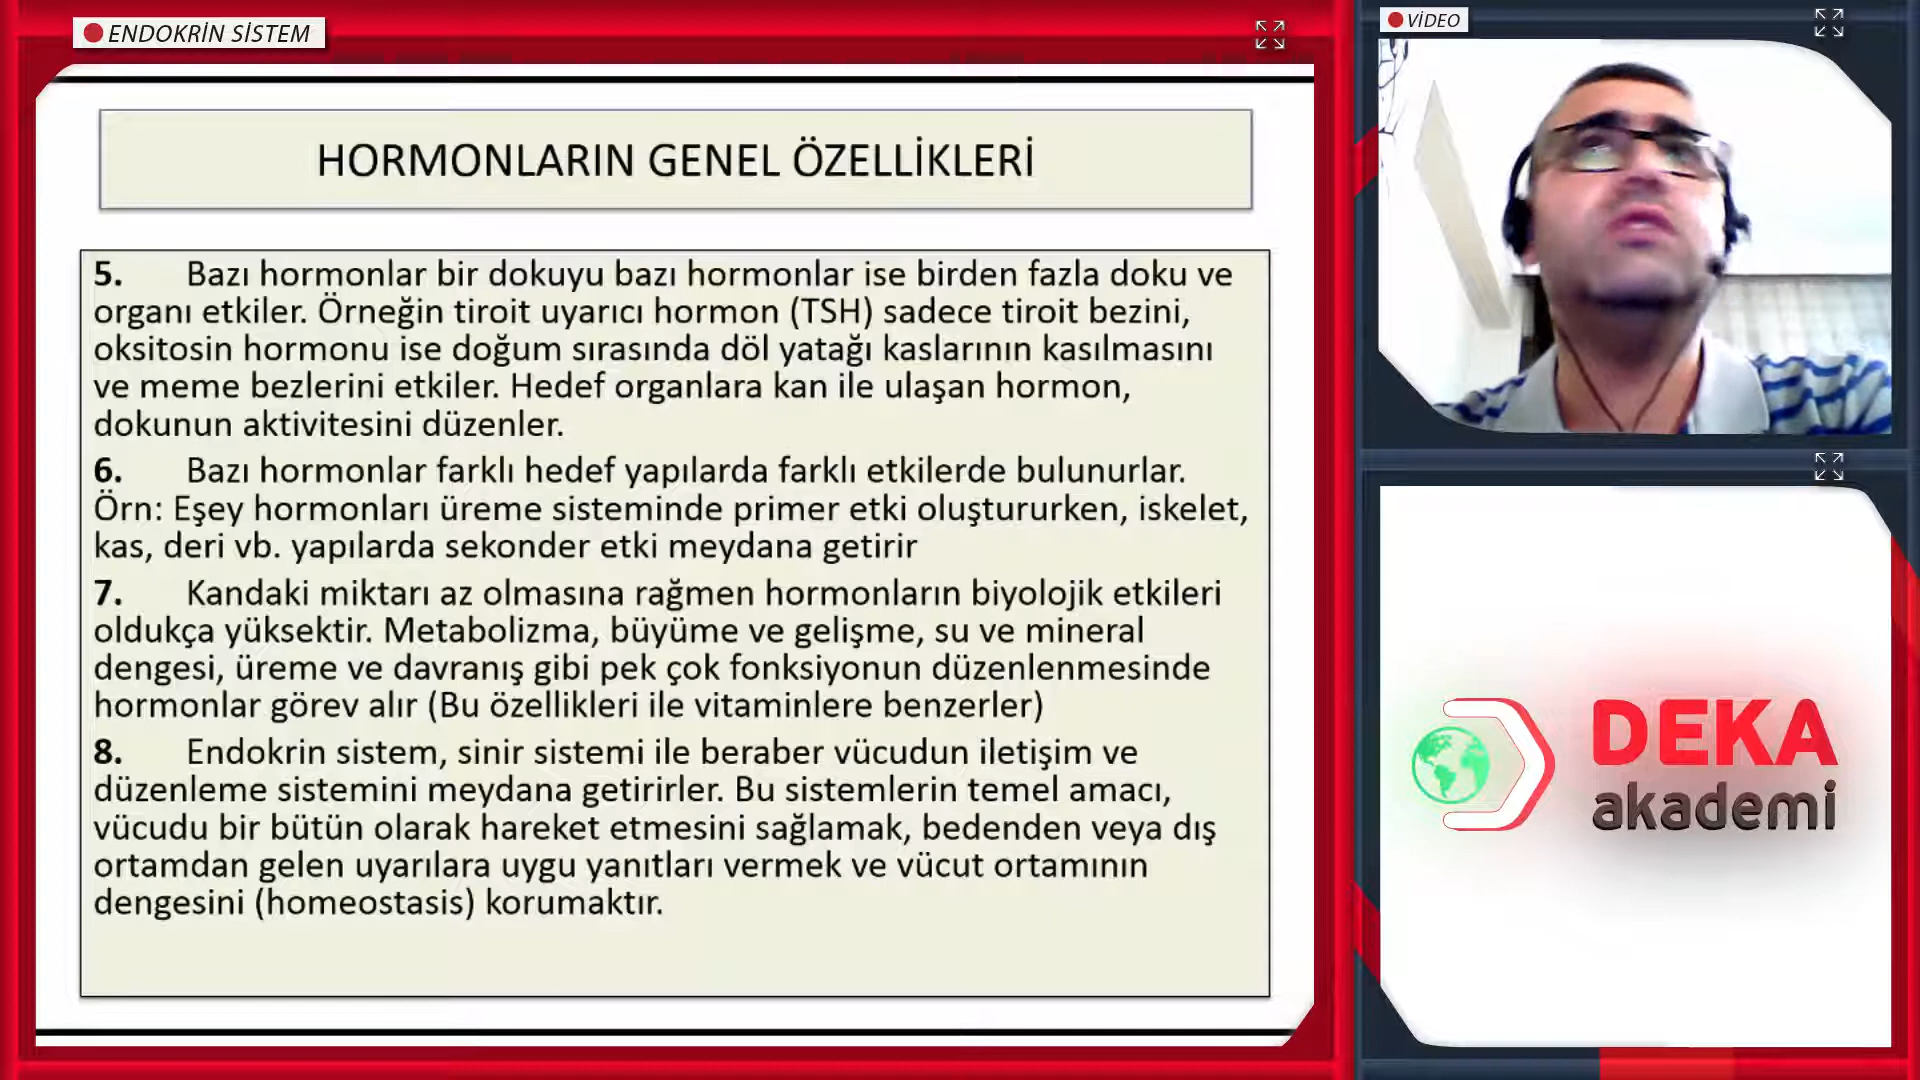 ENDOKRİN SİSTEM
VİDEO
HORMONLARIN GENEL ÖZELLİKLERİ
5. Bazı hormonlar bir dokuyu bazı hormonlar ise birden fazla doku ve
organı etkiler. Örneğin tiroit uyarıcı hormon (TSH) sadece tiroit bezini,
oksitosin hormonu ise doğum sırasında döl yatağı kaslarının kasılmasını
ve meme bezlerini etkiler. Hedef organlara kan ile ulaşan hormon,
dokunun aktivitesini düzenler.
6. Bazı hormonlar farklı hedef yapılarda farklı etkilerde bulunurlar.
Örn: Eşey hormonları üreme sisteminde primer etki oluştururken, iskelet,
kas, deri vb. yapılarda sekonder etki meydana getirir
7. Kandaki miktarı az olmasına rağmen hormonların biyolojik etkileri
oldukça yüksektir. Metabolizma, büyüme ve gelişme, su ve mineral
dengesi, üreme ve davranış gibi pek çok fonksiyonun düzenlenmesinde
hormonlar görev alır (Bu özellikleri ile vitaminlere benzerler)
8. Endokrin sistem, sinir sistemi ile beraber vücudun iletişim ve
düzenleme sistemini meydana getirirler. Bu sistemlerin temel amacı,
vücudu bir bütün olarak hareket etmesini sağlamak, bedenden veya dış
ortamdan gelen uyarılara uygu yanıtları vermek ve vücut ortamının
dengesini (homeostasis) korumaktır.
DEKA
akademi